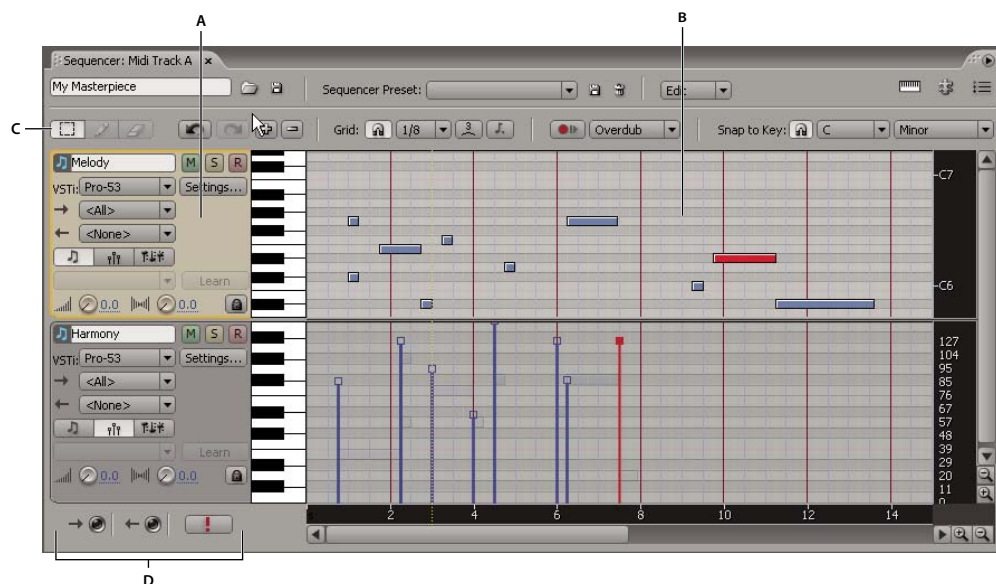 A
B
Sequencer: Midi Track A ×
My Masterpiece
Sequencer Preset:
Edit
C
Grid:
1/8
3
Overdub
Snap to Key:
C
Minor
Melody
M S R
VSTi: Pro-53
Settings...
<All>
<None>
Learn
0.0
0.0
C7
C6
Harmony
M S R
VSTi: Pro-53
Settings...
<All>
<None>
Learn
0.0
0.0
127
104
95
85
76
67
57
48
39
29
20
11
0
2 4 6 8 10 12 14
!
D